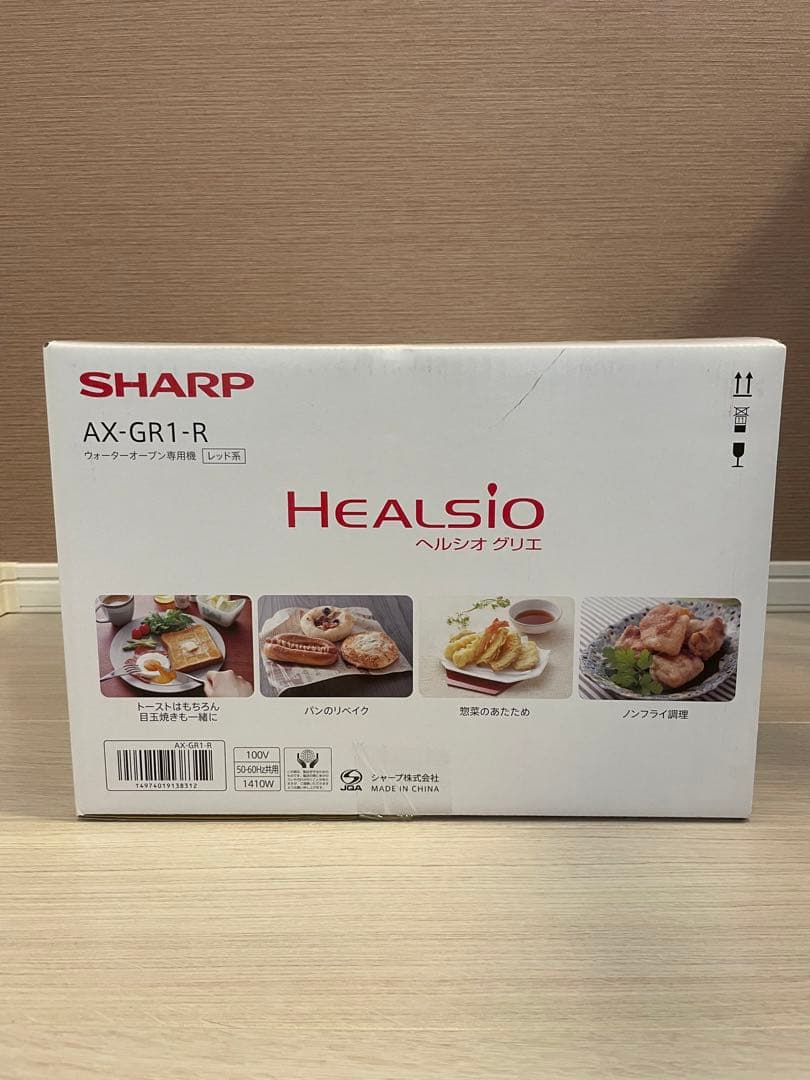 SHARP
AX-GR1-R
ウォーターオーブン専用機 レッド系
HEALSiO
ヘルシオ グリエ
トーストはもちろん
目玉焼きも一緒に
パンのリベイク
惣菜のあたため
ノンフライ調理
AX-GR1-R
T4974019138312
100V
50-60Hz共用
1410W
JQA
シャープ株式会社
MADE IN CHINA